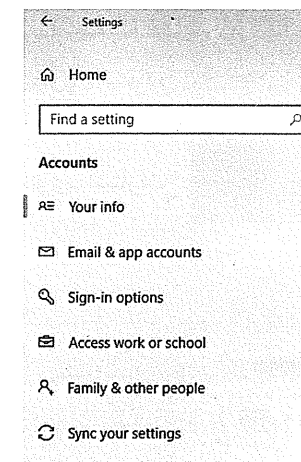 Settings
Home
Find a setting
Accounts
Your info
Email & app accounts
Sign-in options
Access work or school
Family & other people
Sync your settings